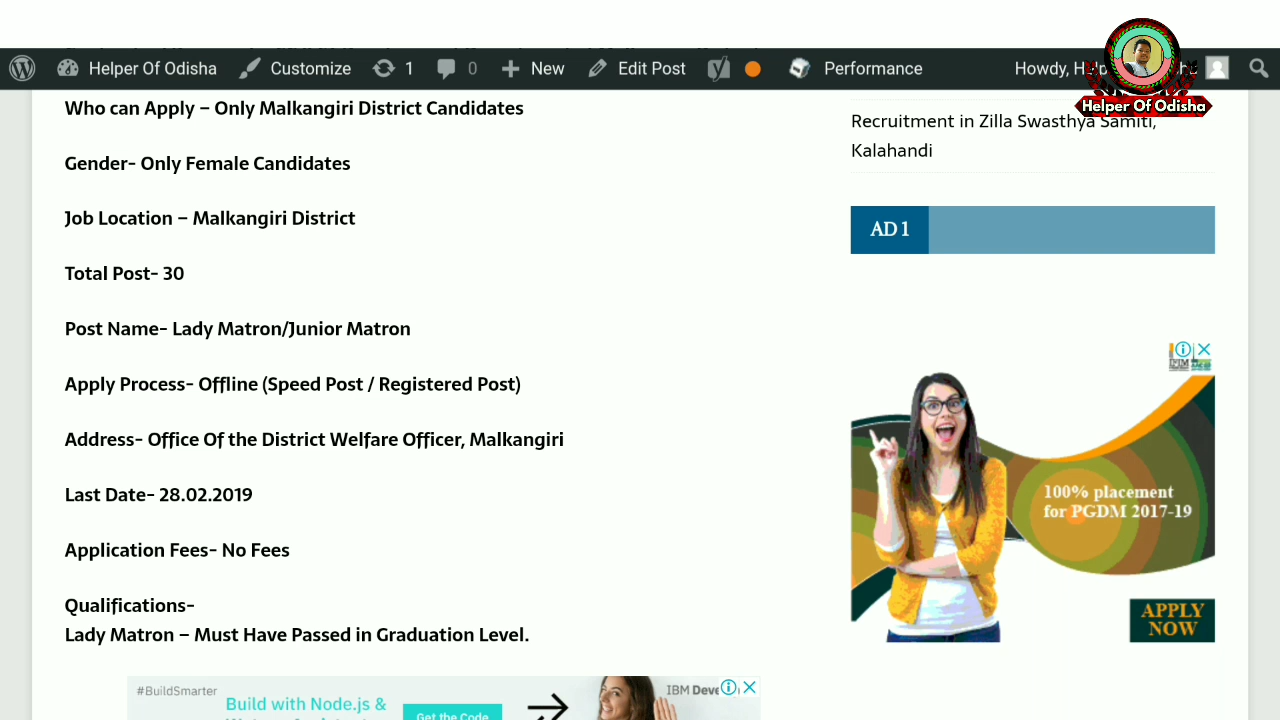 Helper Of Odisha Customize 1 0 New Edit Post Performance Howdy,
Helper Of Odisha
Who can Apply – Only Malkangiri District Candidates
Gender- Only Female Candidates
Job Location – Malkangiri District
Total Post- 30
Post Name- Lady Matron/Junior Matron
Apply Process- Offline (Speed Post / Registered Post)
Address- Office Of the District Welfare Officer, Malkangiri
Last Date- 28.02.2019
Application Fees- No Fees
Qualifications-
Lady Matron – Must Have Passed in Graduation Level.
Recruitment in Zilla Swasthya Samiti,
Kalahandi
AD 1
100% placement
for PGDM 2017-19
APPLY
NOW
#BuildSmarter
Build with Node.js &
Get the Code
IBM